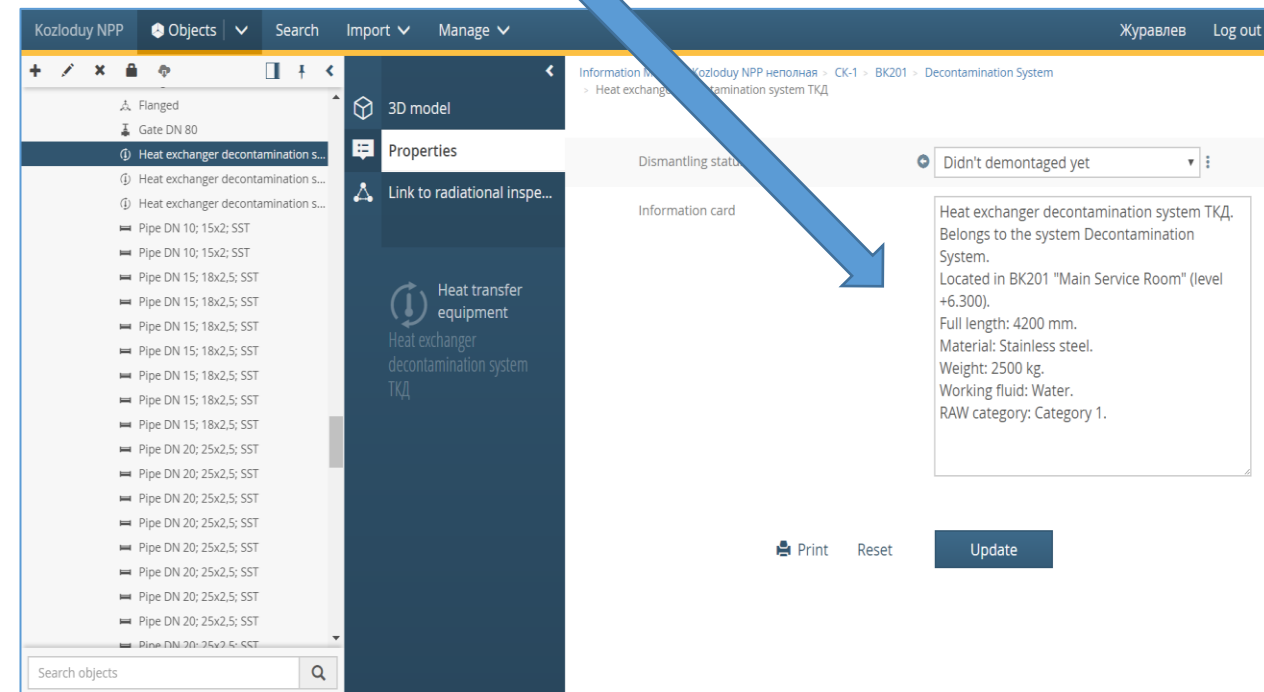 Kozloduy NPP Objects Search Import Manage Журавлев Log out
Flanged
Gate DN 80
Heat exchanger decontamination s...
Heat exchanger decontamination s...
Heat exchanger decontamination s...
Pipe DN 10; 15x2; SST
Pipe DN 10; 15x2; SST
Pipe DN 15; 18x2,5; SST
Pipe DN 15; 18x2,5; SST
Pipe DN 15; 18x2,5; SST
Pipe DN 15; 18x2,5; SST
Pipe DN 15; 18x2,5; SST
Pipe DN 15; 18x2,5; SST
Pipe DN 15; 18x2,5; SST
Pipe DN 20; 25x2,5; SST
Pipe DN 20; 25x2,5; SST
Pipe DN 20; 25x2,5; SST
Pipe DN 20; 25x2,5; SST
Pipe DN 20; 25x2,5; SST
Pipe DN 20; 25x2,5; SST
Pipe DN 20; 25x2,5; SST
Pipe DN 20; 25x2,5; SST
Pipe DN 20; 25x2,5; SST
Search objects
3D model
Properties
Link to radiational inspe...
Heat transfer
equipment
Heat exchanger
decontamination system
ТКД
Information Kozloduy NPP неполная > СК-1 > BK201 > Decontamination System
> Heat exchanger system ТКД
Dismantling Didn't demontaged yet
Information card
Heat exchanger decontamination system ТКД.
Belongs to the system Decontamination
System.
Located in BK201 "Main Service Room" (level
+6.300).
Full length: 4200 mm.
Material: Stainless steel.
Weight: 2500 kg.
Working fluid: Water.
RAW category: Category 1.
Print Reset Update